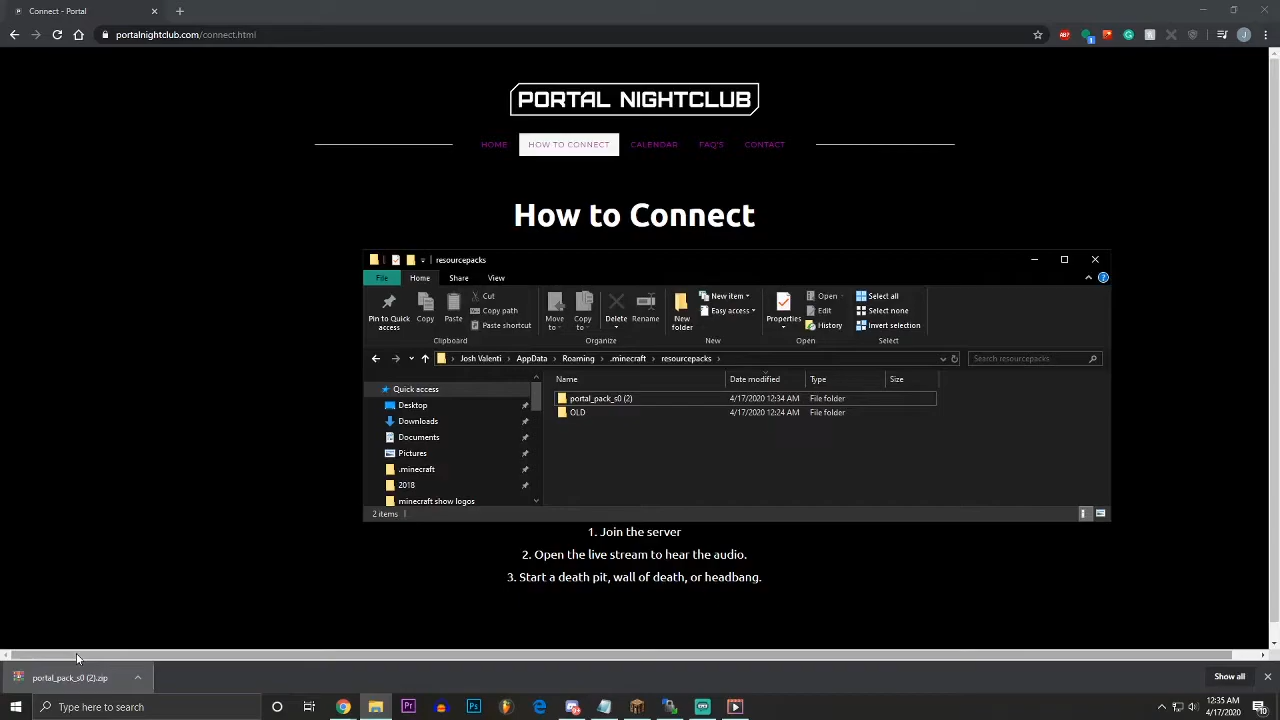 Connect - Portal
portalnightclub.com/connect.html
PORTAL NIGHTCLUB
HOME HOW TO CONNECT CALENDAR FAQ'S CONTACT
How to Connect
resourcepacks
File Home Share View
Pin to Quick access
Copy
Paste
Cut
Copy path
Paste shortcut
Move to
Copy to
Delete
Rename
New folder
New item
Easy access
Properties
Open
Edit
History
Select all
Select none
Invert selection
Clipboard Organize New Open Select
Josh Valenti > AppData > Roaming > .minecraft > resourcepacks >
Search resourcepacks
Name Date modified Type Size
Quick access
Desktop
Downloads
Documents
Pictures
.minecraft
2018
minecraft show logos
portal_pack_s0 (2) 4/17/2020 12:34 AM File folder
OLD 4/17/2020 12:24 AM File folder
2 items
1. Join the server
2. Open the live stream to hear the audio.
3. Start a death pit, wall of death, or headbang.
portal_pack_s0 (2).zip
Show all
Type here to search
12:35 AM
4/17/2020